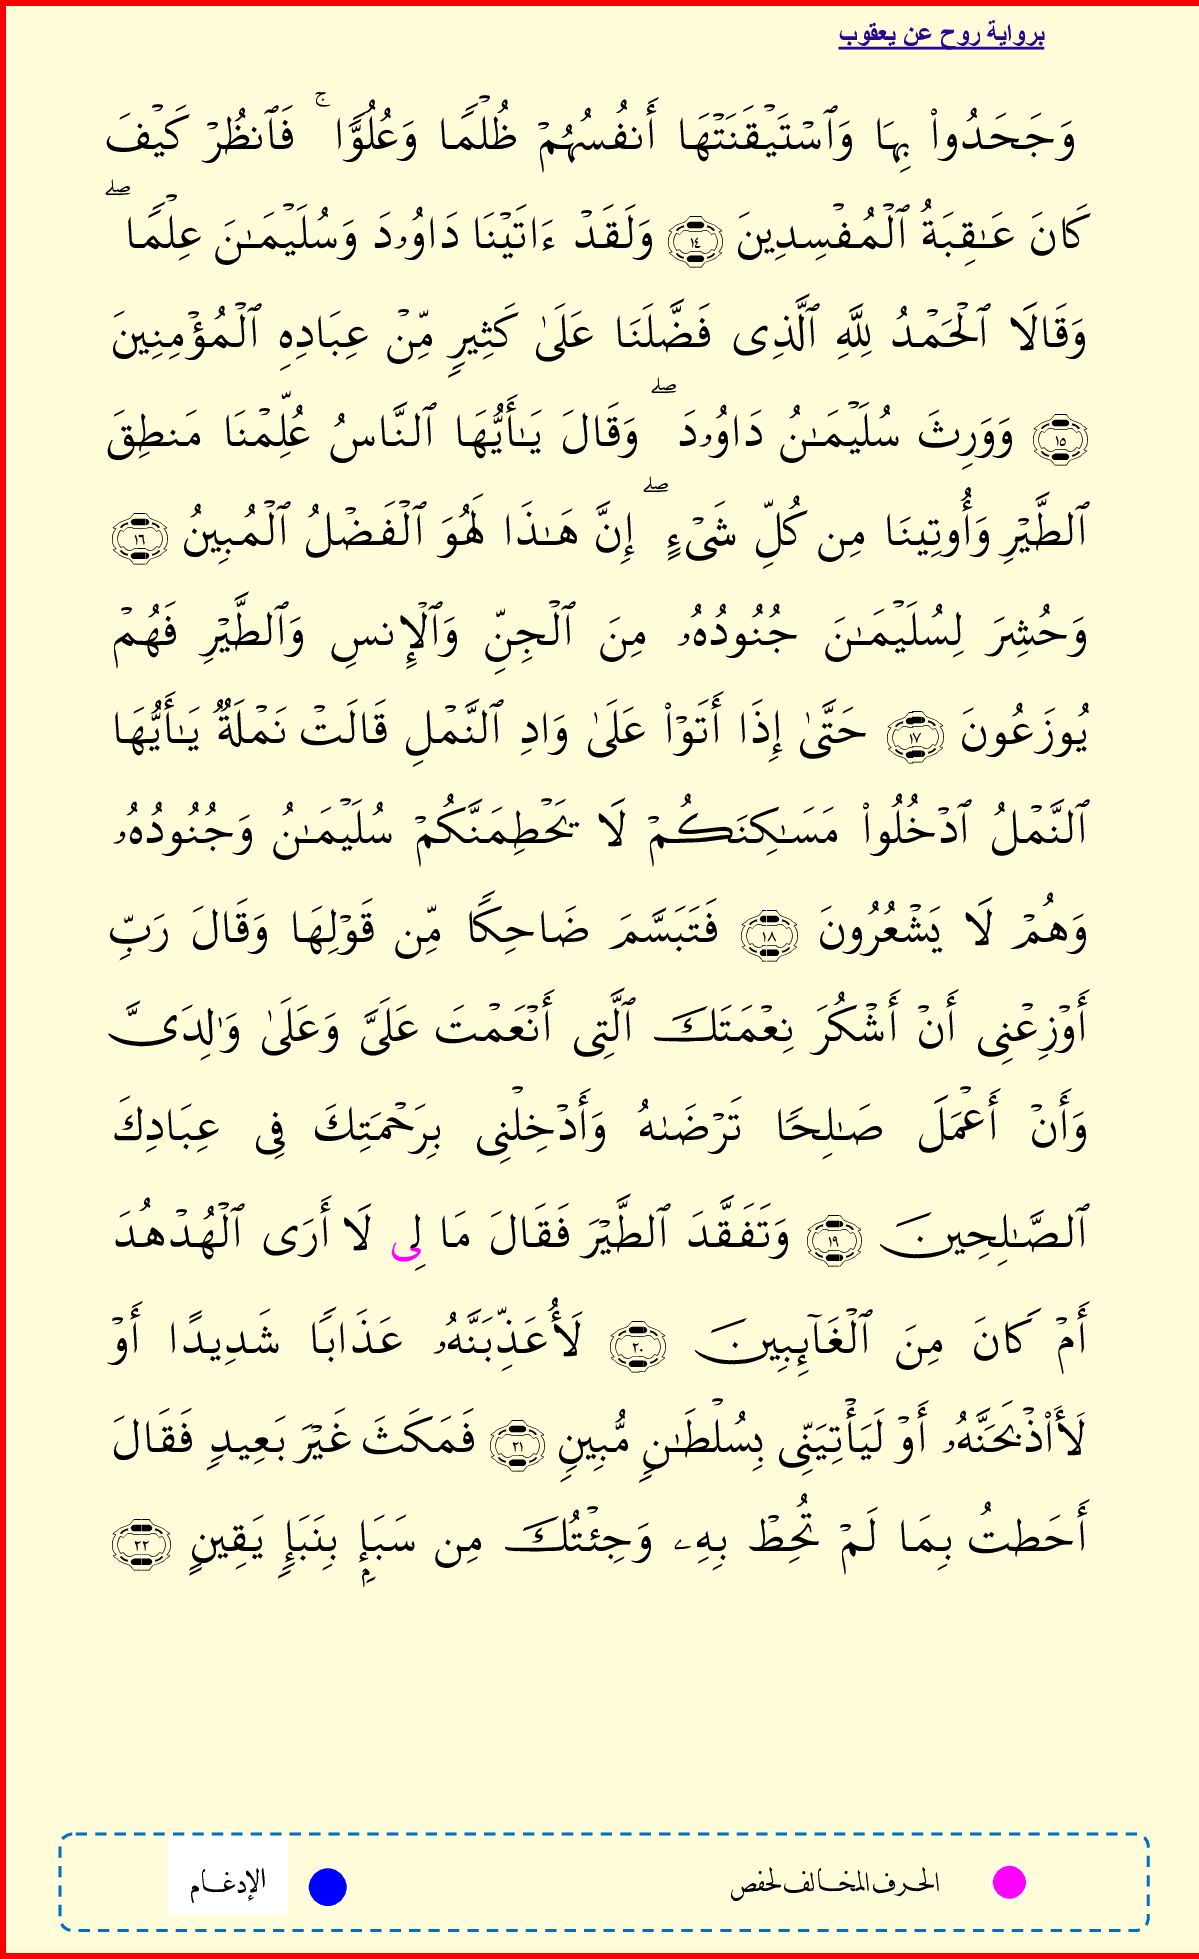 برواية روح عن يعقوب
وَجَحَدُوا۟ بِهَا وَٱسْتَيْقَنَتْهَا أَنفُسُهُمْ ظُلْمًا وَعُلُوًّا ۚ فَٱنظُرْ كَيْفَ
كَانَ عَـٰقِبَةُ ٱلْمُفْسِدِينَ ١٤ وَلَقَدْ ءَاتَيْنَا دَاوُۥدَ وَسُلَيْمَـٰنَ عِلْمًا ۖ
وَقَالَا ٱلْحَمْدُ لِلَّهِ ٱلَّذِى فَضَّلَنَا عَلَىٰ كَثِيرٍ مِّنْ عِبَادِهِ ٱلْمُؤْمِنِينَ
١٥ وَوَرِثَ سُلَيْمَـٰنُ دَاوُۥدَ ۖ وَقَالَ يَـٰأَيُّهَا ٱلنَّاسُ عُلِّمْنَا مَنطِقَ
ٱلطَّيْرِ وَأُوتِينَا مِن كُلِّ شَىْءٍ ۖ إِنَّ هَـٰذَا لَهُوَ ٱلْفَضْلُ ٱلْمُبِينُ ١٦
وَحُشِرَ لِسُلَيْمَـٰنَ جُنُودُهُۥ مِنَ ٱلْجِنِّ وَٱلْإِنسِ وَٱلطَّيْرِ فَهُمْ
يُوزَعُونَ ١٧ حَتَّىٰ إِذَا أَتَوْا۟ عَلَىٰ وَادِ ٱلنَّمْلِ قَالَتْ نَمْلَةٌ يَـٰأَيُّهَا
ٱلنَّمْلُ ٱدْخُلُوا۟ مَسَـٰكِنَكُمْ لَا يَحْطِمَنَّكُمْ سُلَيْمَـٰنُ وَجُنُودُهُۥ
وَهُمْ لَا يَشْعُرُونَ ١٨ فَتَبَسَّمَ ضَاحِكًا مِّن قَوْلِهَا وَقَالَ رَبِّ
أَوْزِعْنِى أَنْ أَشْكُرَ نِعْمَتَكَ ٱلَّتِى أَنْعَمْتَ عَلَىَّ وَعَلَىٰ وَٰلِدَىَّ
وَأَنْ أَعْمَلَ صَـٰلِحًا تَرْضَىٰهُ وَأَدْخِلْنِى بِرَحْمَتِكَ فِى عِبَادِكَ
ٱلصَّـٰلِحِينَ ١٩ وَتَفَقَّدَ ٱلطَّيْرَ فَقَالَ مَا لِى لَا أَرَى ٱلْهُدْهُدَ
أَمْ كَانَ مِنَ ٱلْغَآئِبِينَ ٢٠ لَأُعَذِّبَنَّهُۥ عَذَابًا شَدِيدًا أَوْ
لَأَا۟ذْبَحَنَّهُۥ أَوْ لَيَأْتِيَنِّى بِسُلْطَـٰنٍ مُّبِينٍ ٢١ فَمَكَثَ غَيْرَ بَعِيدٍ فَقَالَ
أَحَطتُ بِمَا لَمْ تُحِطْ بِهِۦ وَجِئْتُكَ مِن سَبَإٍۭ بِنَبَإٍ يَقِينٍ ٢٢
الحرف المخالف لحفص
الإدغام